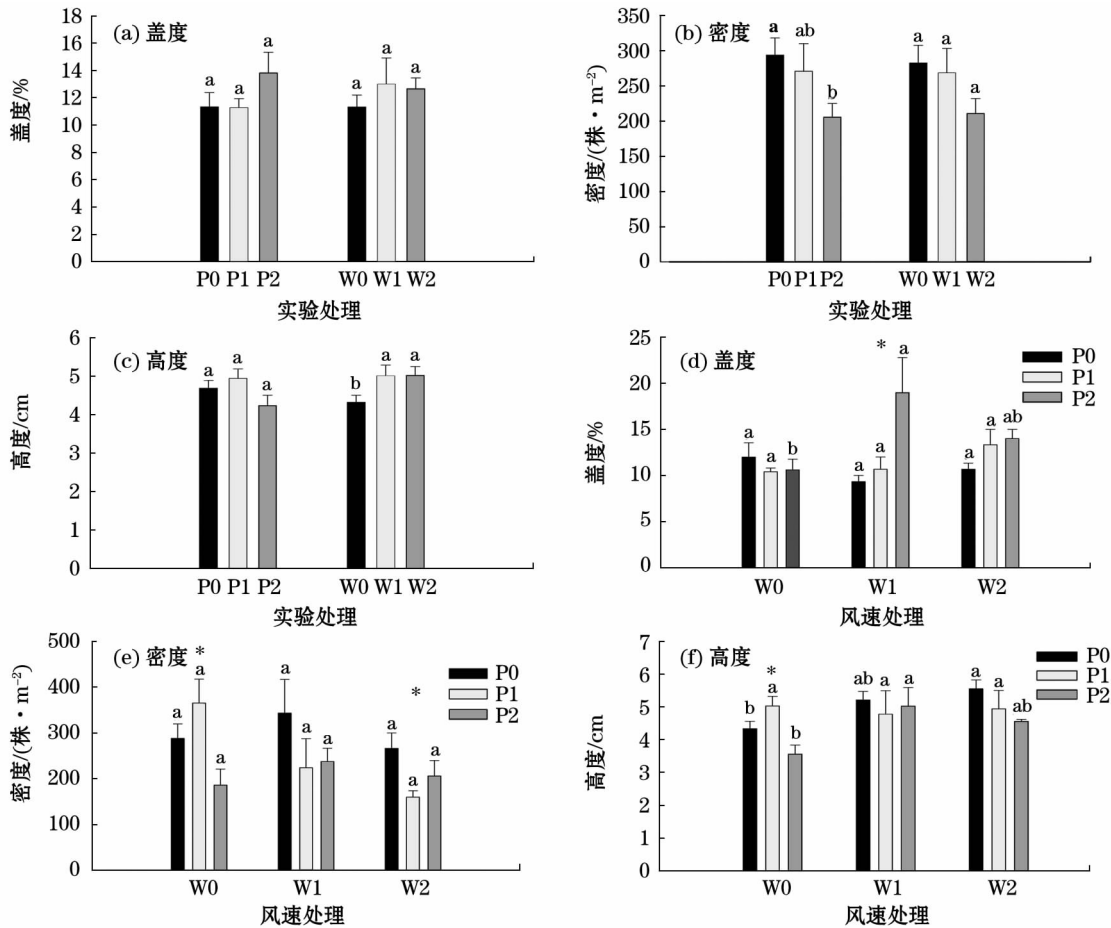 (a) 盖度
盖度/%
18
16
14
12
10
8
6
4
2
0
a a a a a a
P0 P1 P2 W0 W1 W2
实验处理
(b) 密度
密度/(株·m⁻²)
350
300
250
200
150
100
50
0
a ab b a a a
P0 P1 P2 W0 W1 W2
实验处理
(c) 高度
高度/cm
6
5
4
3
2
1
0
a a a b a a
P0 P1 P2 W0 W1 W2
实验处理
(d) 盖度
盖度/%
25
20
15
10
5
0
P0
P1
P2
*
a a b a a a a a ab
W0 W1 W2
风速处理
(e) 密度
密度/(株·m⁻²)
500
400
300
200
100
0
P0
P1
P2
* *
a a a a a a a a a
W0 W1 W2
风速处理
(f) 高度
高度/cm
7
6
5
4
3
2
1
0
P0
P1
P2
*
b a b ab a a a a ab
W0 W1 W2
风速处理